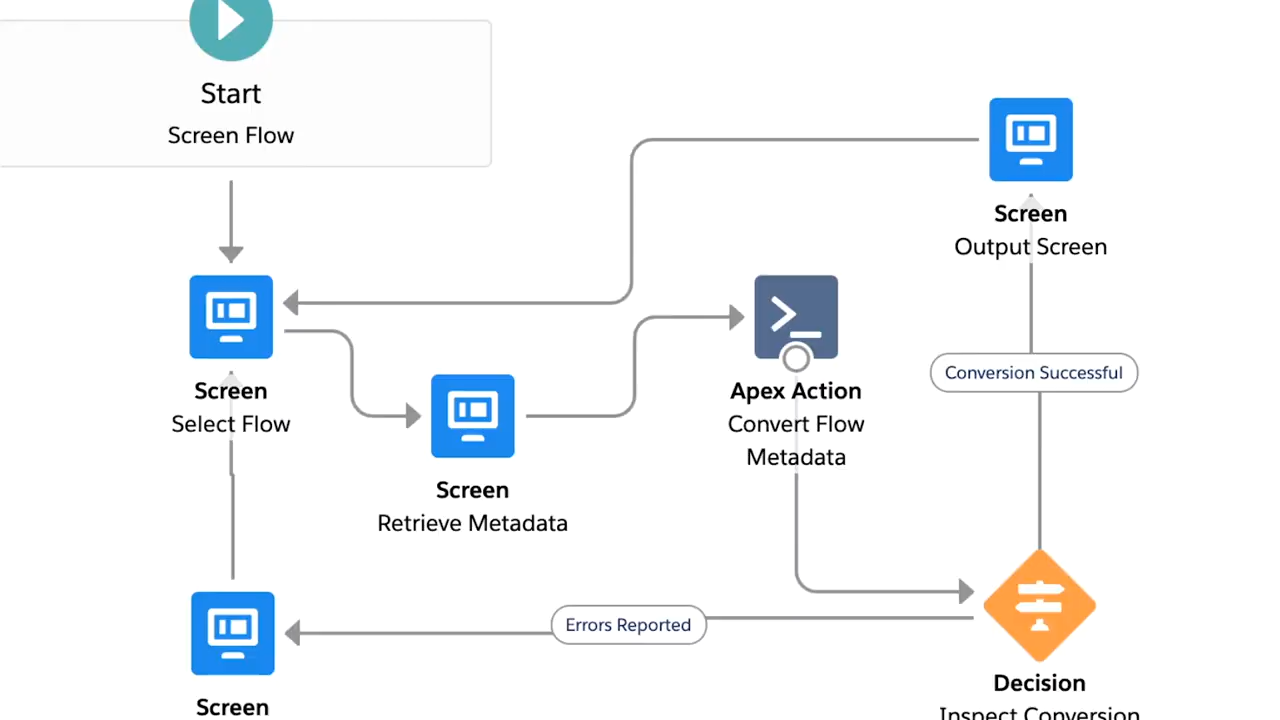 Start
Screen Flow
Screen
Output Screen
Screen
Select Flow
Apex Action
Convert Flow
Metadata
Conversion Successful
Screen
Retrieve Metadata
Errors Reported
Screen
Decision
Inspect Conversion